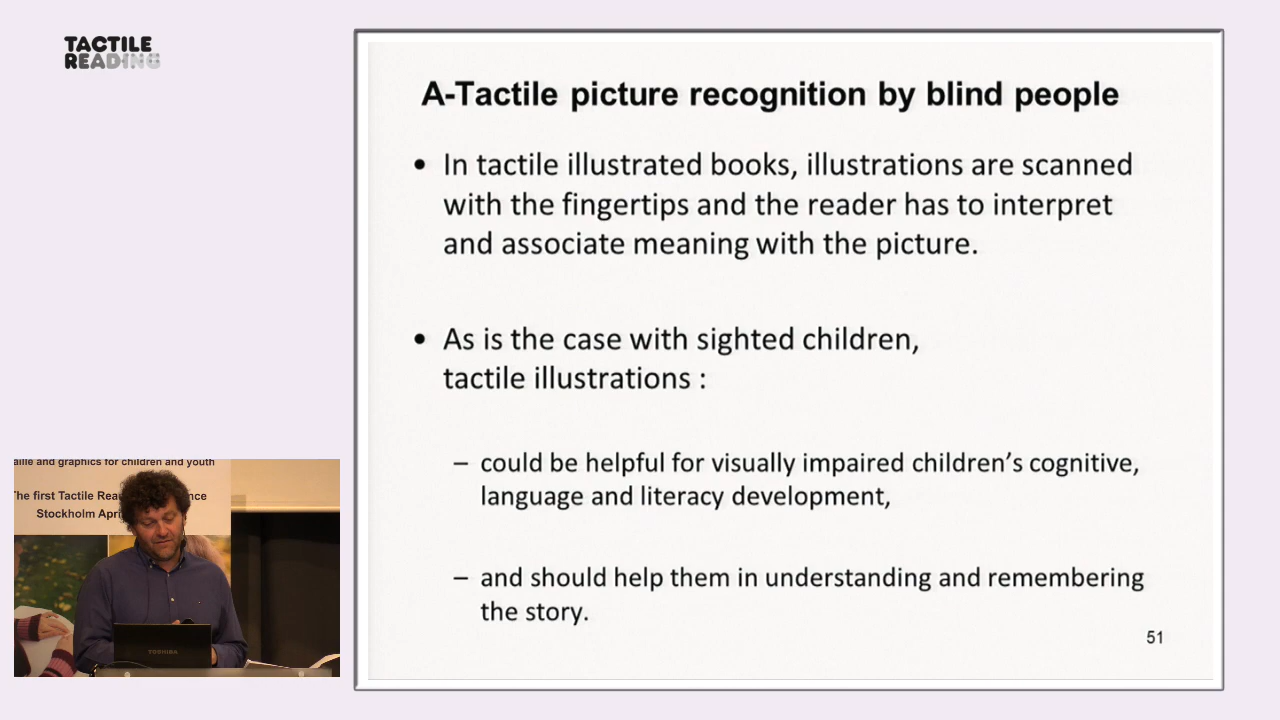 TACTILE
READING
A-Tactile picture recognition by blind people
• In tactile illustrated books, illustrations are scanned
with the fingertips and the reader has to interpret
and associate meaning with the picture.
• As is the case with sighted children,
tactile illustrations :
– could be helpful for visually impaired children’s cognitive,
language and literacy development,
– and should help them in understanding and remembering
the story.
51
and graphics for children and youth
The first Tactile
Stockholm
TOSHIBA